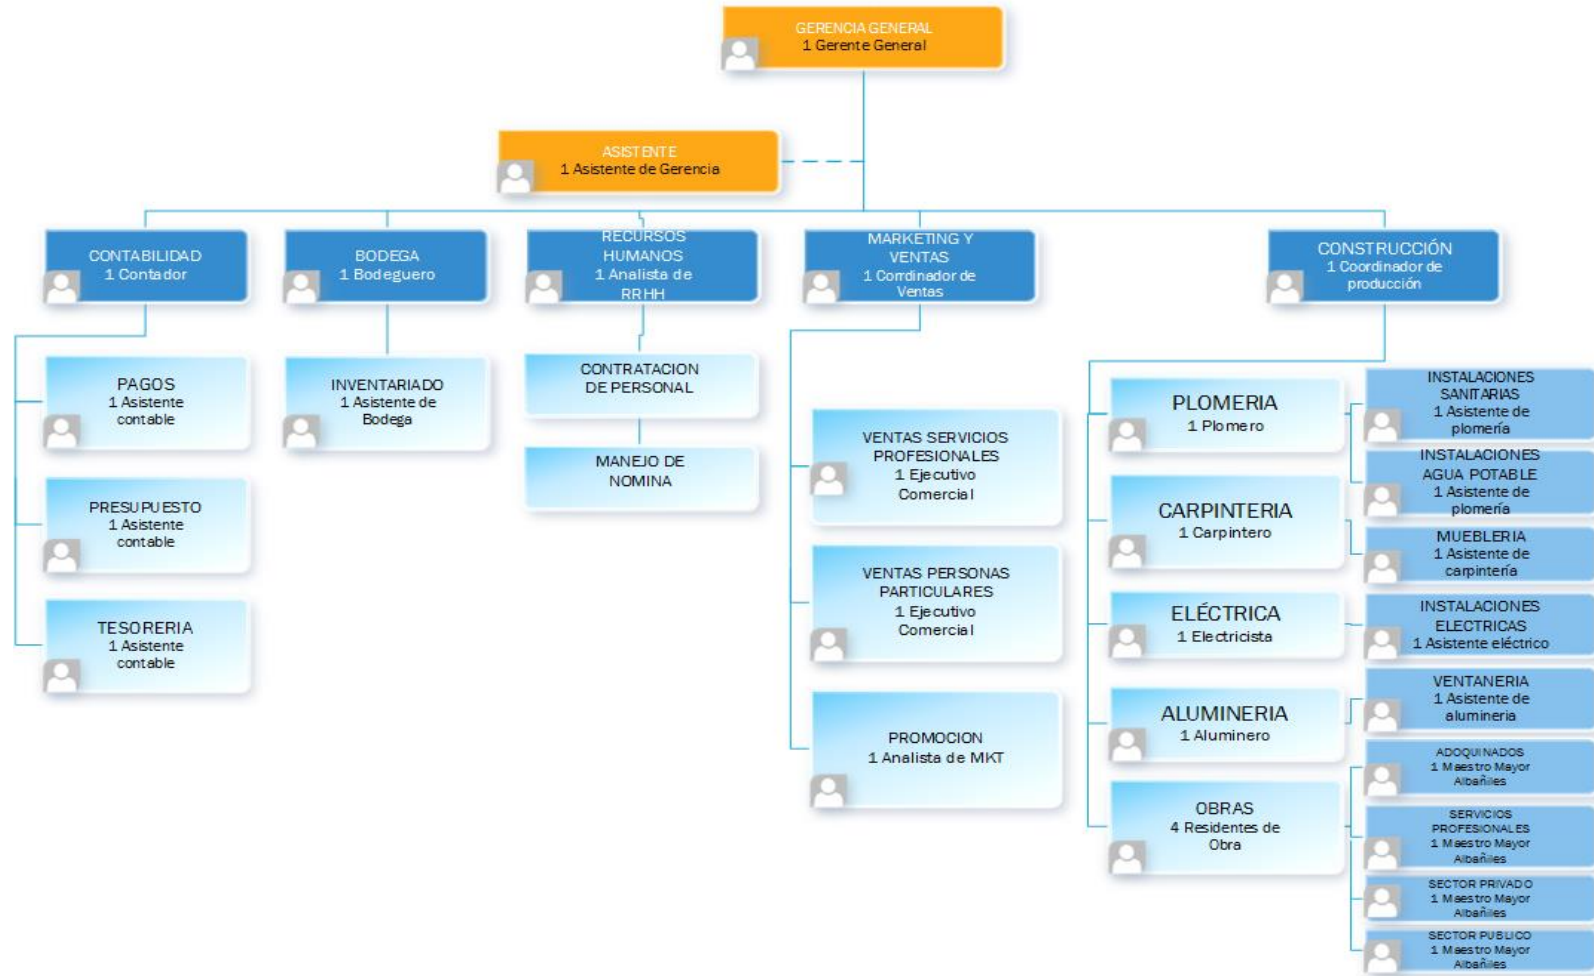 GERENCIA GENERAL
1 Gerente General
ASISTENTE
1 Asistente de Gerencia
CONTABILIDAD
1 Contador
BODEGA
1 Bodeguero
RECURSOS
HUMANOS
1 Analista de
RRHH
MARKETING Y
VENTAS
1 Corrdinador de
Ventas
CONSTRUCCIÓN
1 Coordinador de
producción
PAGOS
1 Asistente
contable
PRESUPUESTO
1 Asistente
contable
TESORERIA
1 Asistente
contable
INVENTARIADO
1 Asistente de
Bodega
CONTRATACION
DE PERSONAL
MANEJO DE
NOMINA
VENTAS SERVICIOS
PROFESIONALES
1 Ejecutivo
Comercial
VENTAS PERSONAS
PARTICULARES
1 Ejecutivo
Comercial
PROMOCION
1 Analista de MKT
PLOMERIA
1 Plomero
INSTALACIONES
SANITARIAS
1 Asistente de
plomería
INSTALACIONES
AGUA POTABLE
1 Asistente de
plomería
CARPINTERIA
1 Carpintero
MUEBLERIA
1 Asistente de
carpintería
ELÉCTRICA
1 Electricista
INSTALACIONES
ELECTRICAS
1 Asistente eléctrico
ALUMINERIA
1 Aluminero
VENTANERIA
1 Asistente de
alumineria
OBRAS
4 Residentes de
Obra
ADOQUINADOS
1 Maestro Mayor
Albañiles
SERVICIOS
PROFESIONALES
1 Maestro Mayor
Albañiles
SECTOR PRIVADO
1 Maestro Mayor
Albañiles
SECTOR PUBLICO
1 Maestro Mayor
Albañiles